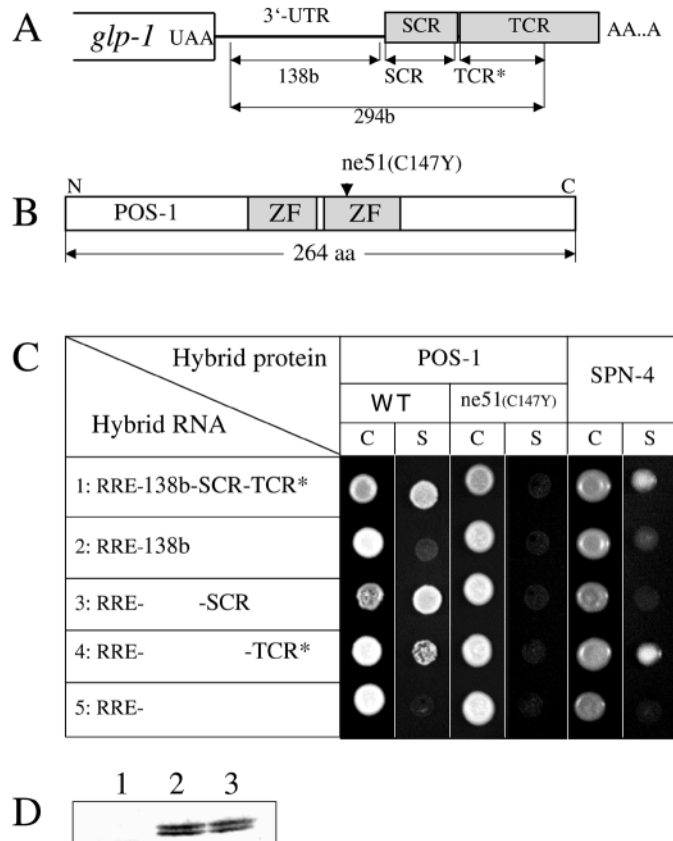 A
3‘-UTR
glp-1 UAA SCR TCR AA..A
138b SCR TCR*
294b
ne51(C147Y)
B
N C
POS-1 ZF ZF
264 aa
C
Hybrid protein POS-1 SPN-4
WT ne51(C147Y)
Hybrid RNA
C S C S C S
1: RRE-138b-SCR-TCR*
2: RRE-138b
3: RRE- -SCR
4: RRE- -TCR*
5: RRE-
D
1 2 3